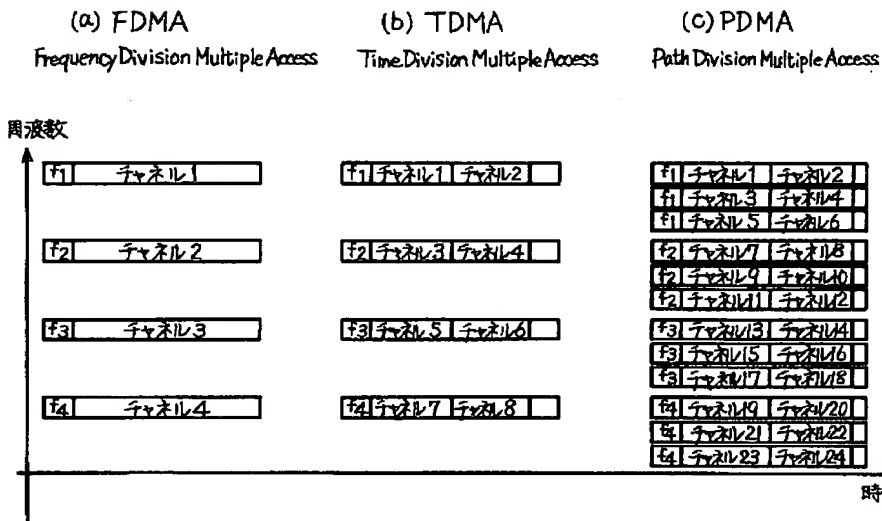 (a) FDMA (b) TDMA (c) PDMA
Frequency Division Multiple Access Time Division Multiple Access Path Division Multiple Access
周波数
f1 チャネル1 f1 チャネル1 チャネル2 f1 チャネル1 チャネル2
f1 チャネル3 チャネル4
f1 チャネル5 チャネル6
f2 チャネル2 f2 チャネル3 チャネル4 f2 チャネル7 チャネル8
f2 チャネル9 チャネル10
f2 チャネル11 チャネル12
f3 チャネル3 f3 チャネル5 チャネル6 f3 チャネル13 チャネル14
f3 チャネル15 チャネル16
f3 チャネル17 チャネル18
f4 チャネル4 f4 チャネル7 チャネル8 f4 チャネル19 チャネル20
f4 チャネル21 チャネル22
f4 チャネル23 チャネル24
時